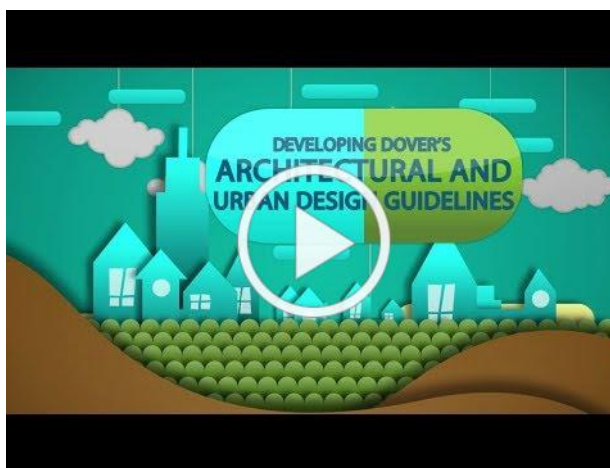 DEVELOPING DOVER'S
ARCHITECTURAL AND
URBAN DESIGN GUIDELINES